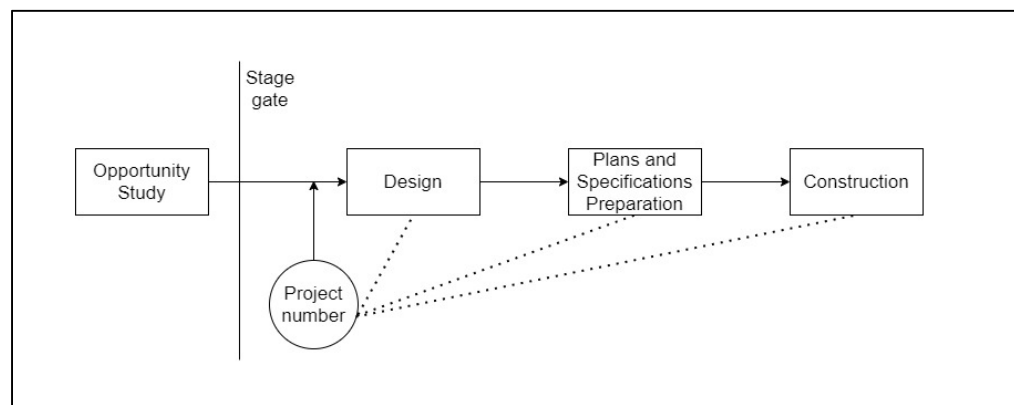 Stage
gate
Opportunity
Study
Design
Plans and
Specifications
Preparation
Construction
Project
number